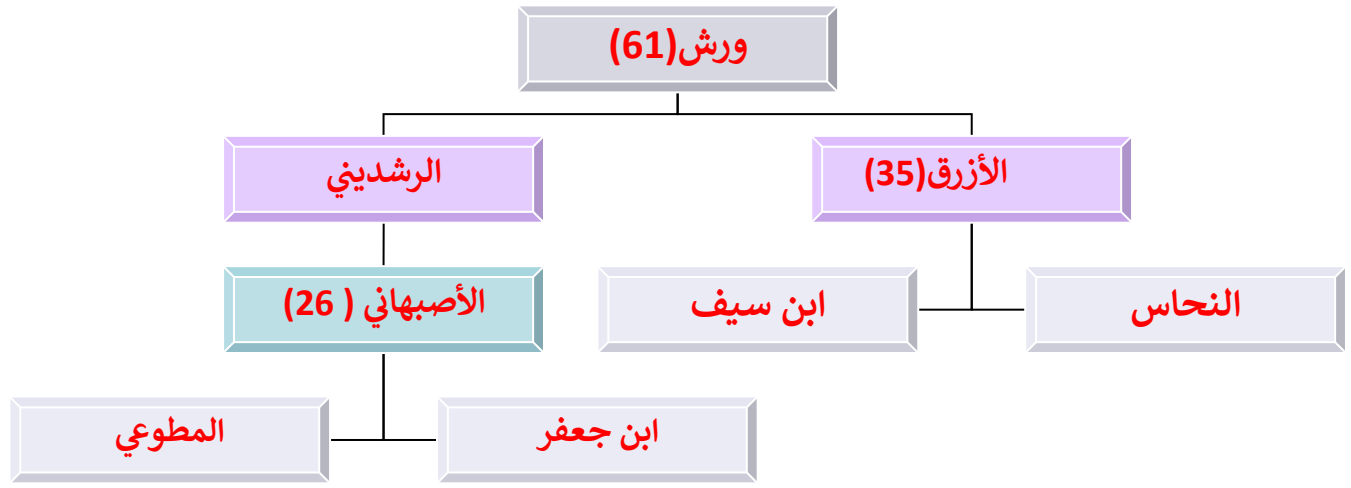 ورش(61)
الأزرق(35)
الرشديني
النحاس
ابن سيف
الأصبهاني ( 26)
ابن جعفر
المطوعي